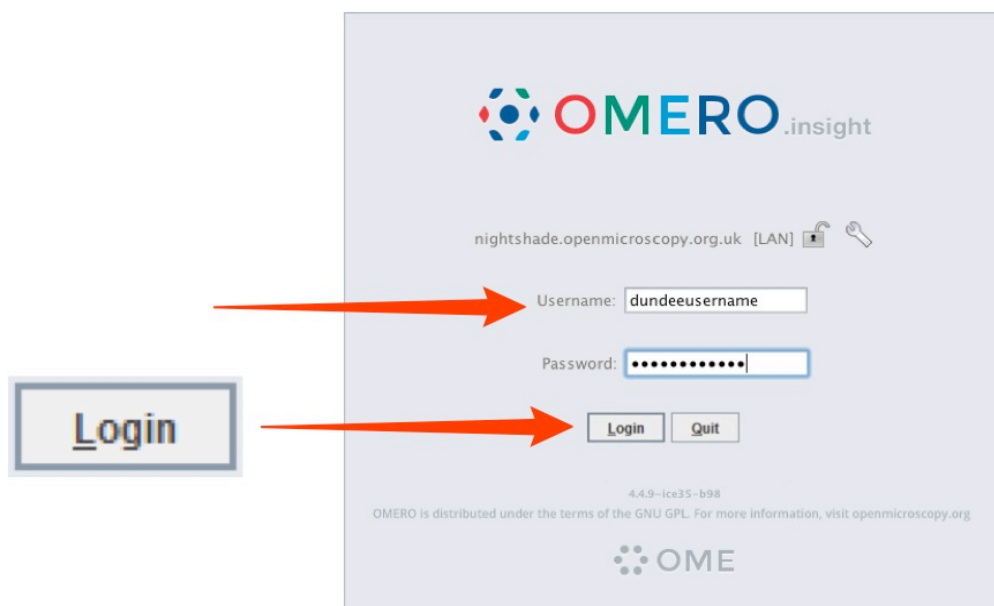 OMERO.insight
nightshade.openmicroscopy.org.uk [LAN]
Username: dundeeusername
Password: ●●●●●●●●●●●●
Login
Login Quit
4.4.9-ice35-b98
OMERO is distributed under the terms of the GNU GPL. For more information, visit openmicroscopy.org
OME